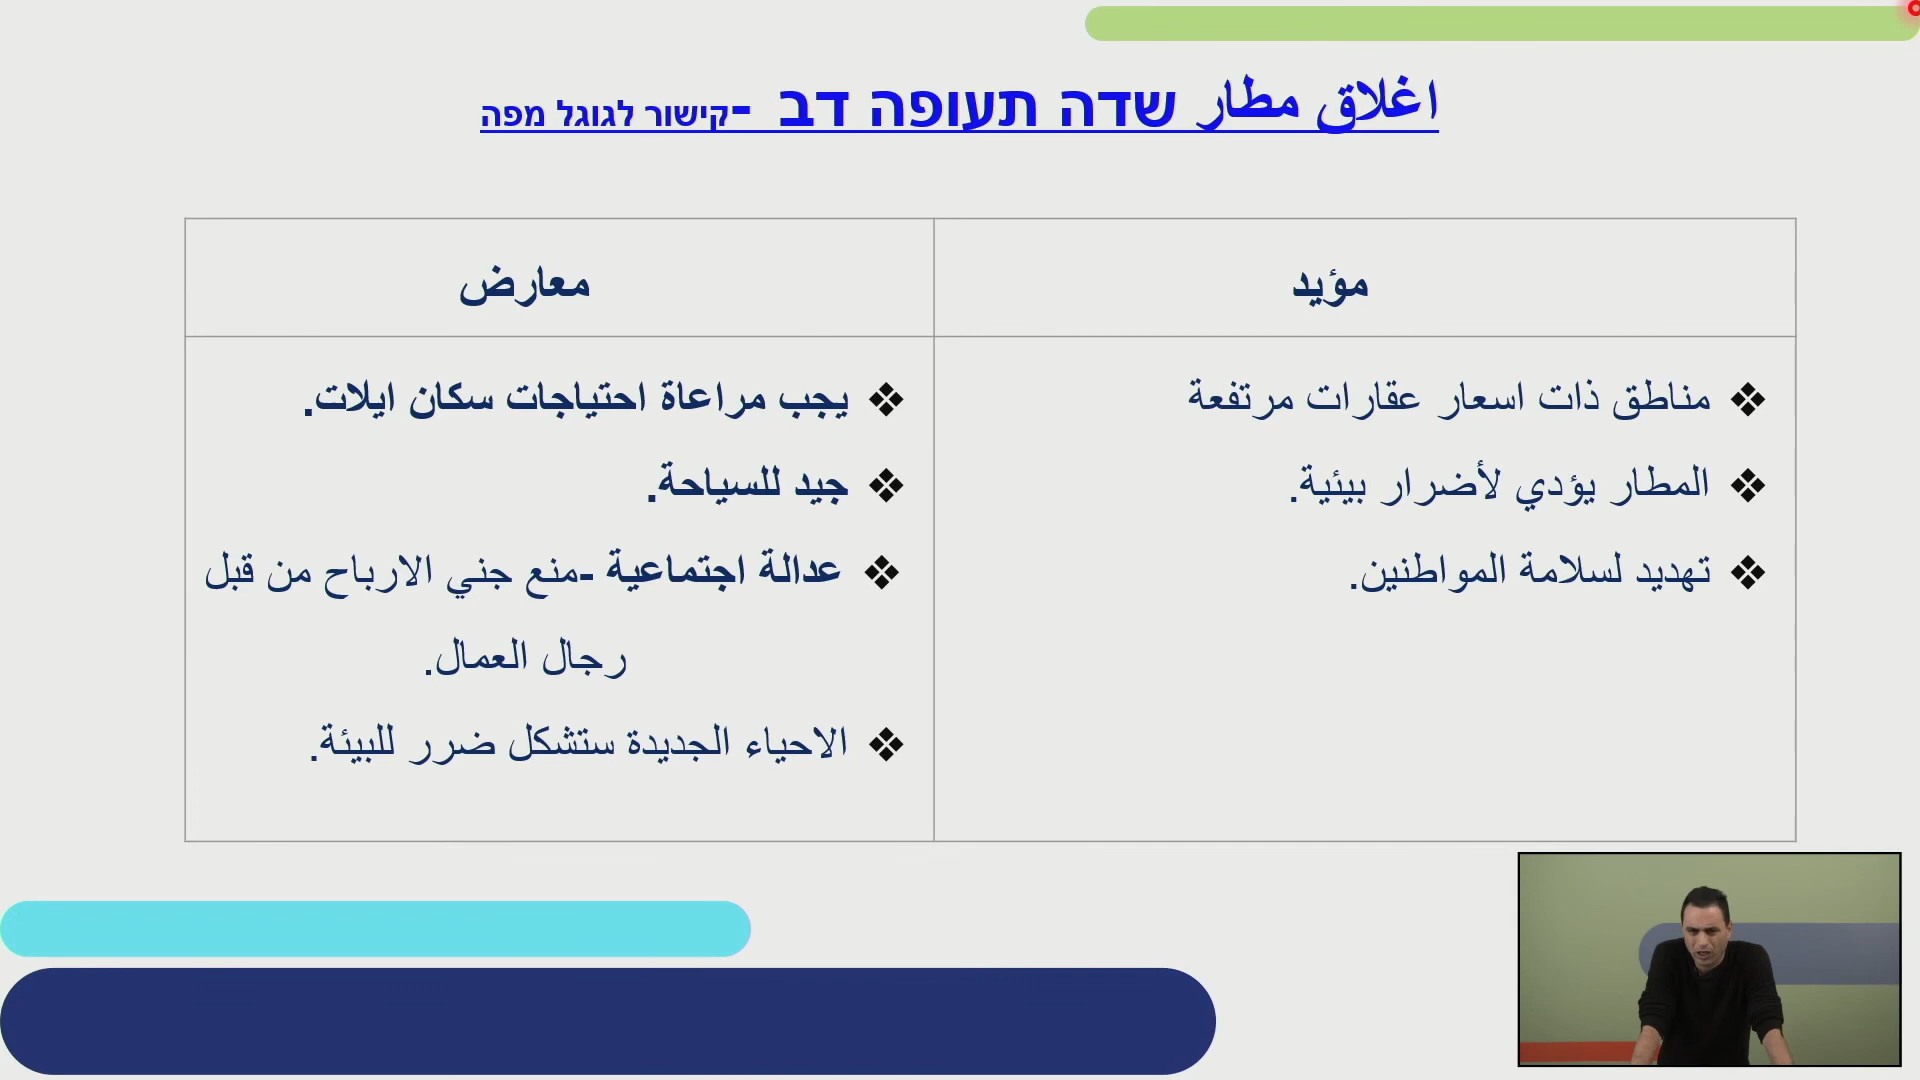 اغلاق مطار שדה תעופה דב -קישור לגוגל מפה
مؤيد
معارض
❖ مناطق ذات اسعار عقارات مرتفعة
❖ المطار يؤدي لأضرار بيئية.
❖ تهديد لسلامة المواطنين.
❖ يجب مراعاة احتياجات سكان ايلات.
❖ جيد للسياحة.
❖ عدالة اجتماعية -منع جني الارباح من قبل
رجال العمال.
❖ الاحياء الجديدة ستشكل ضرر للبيئة.